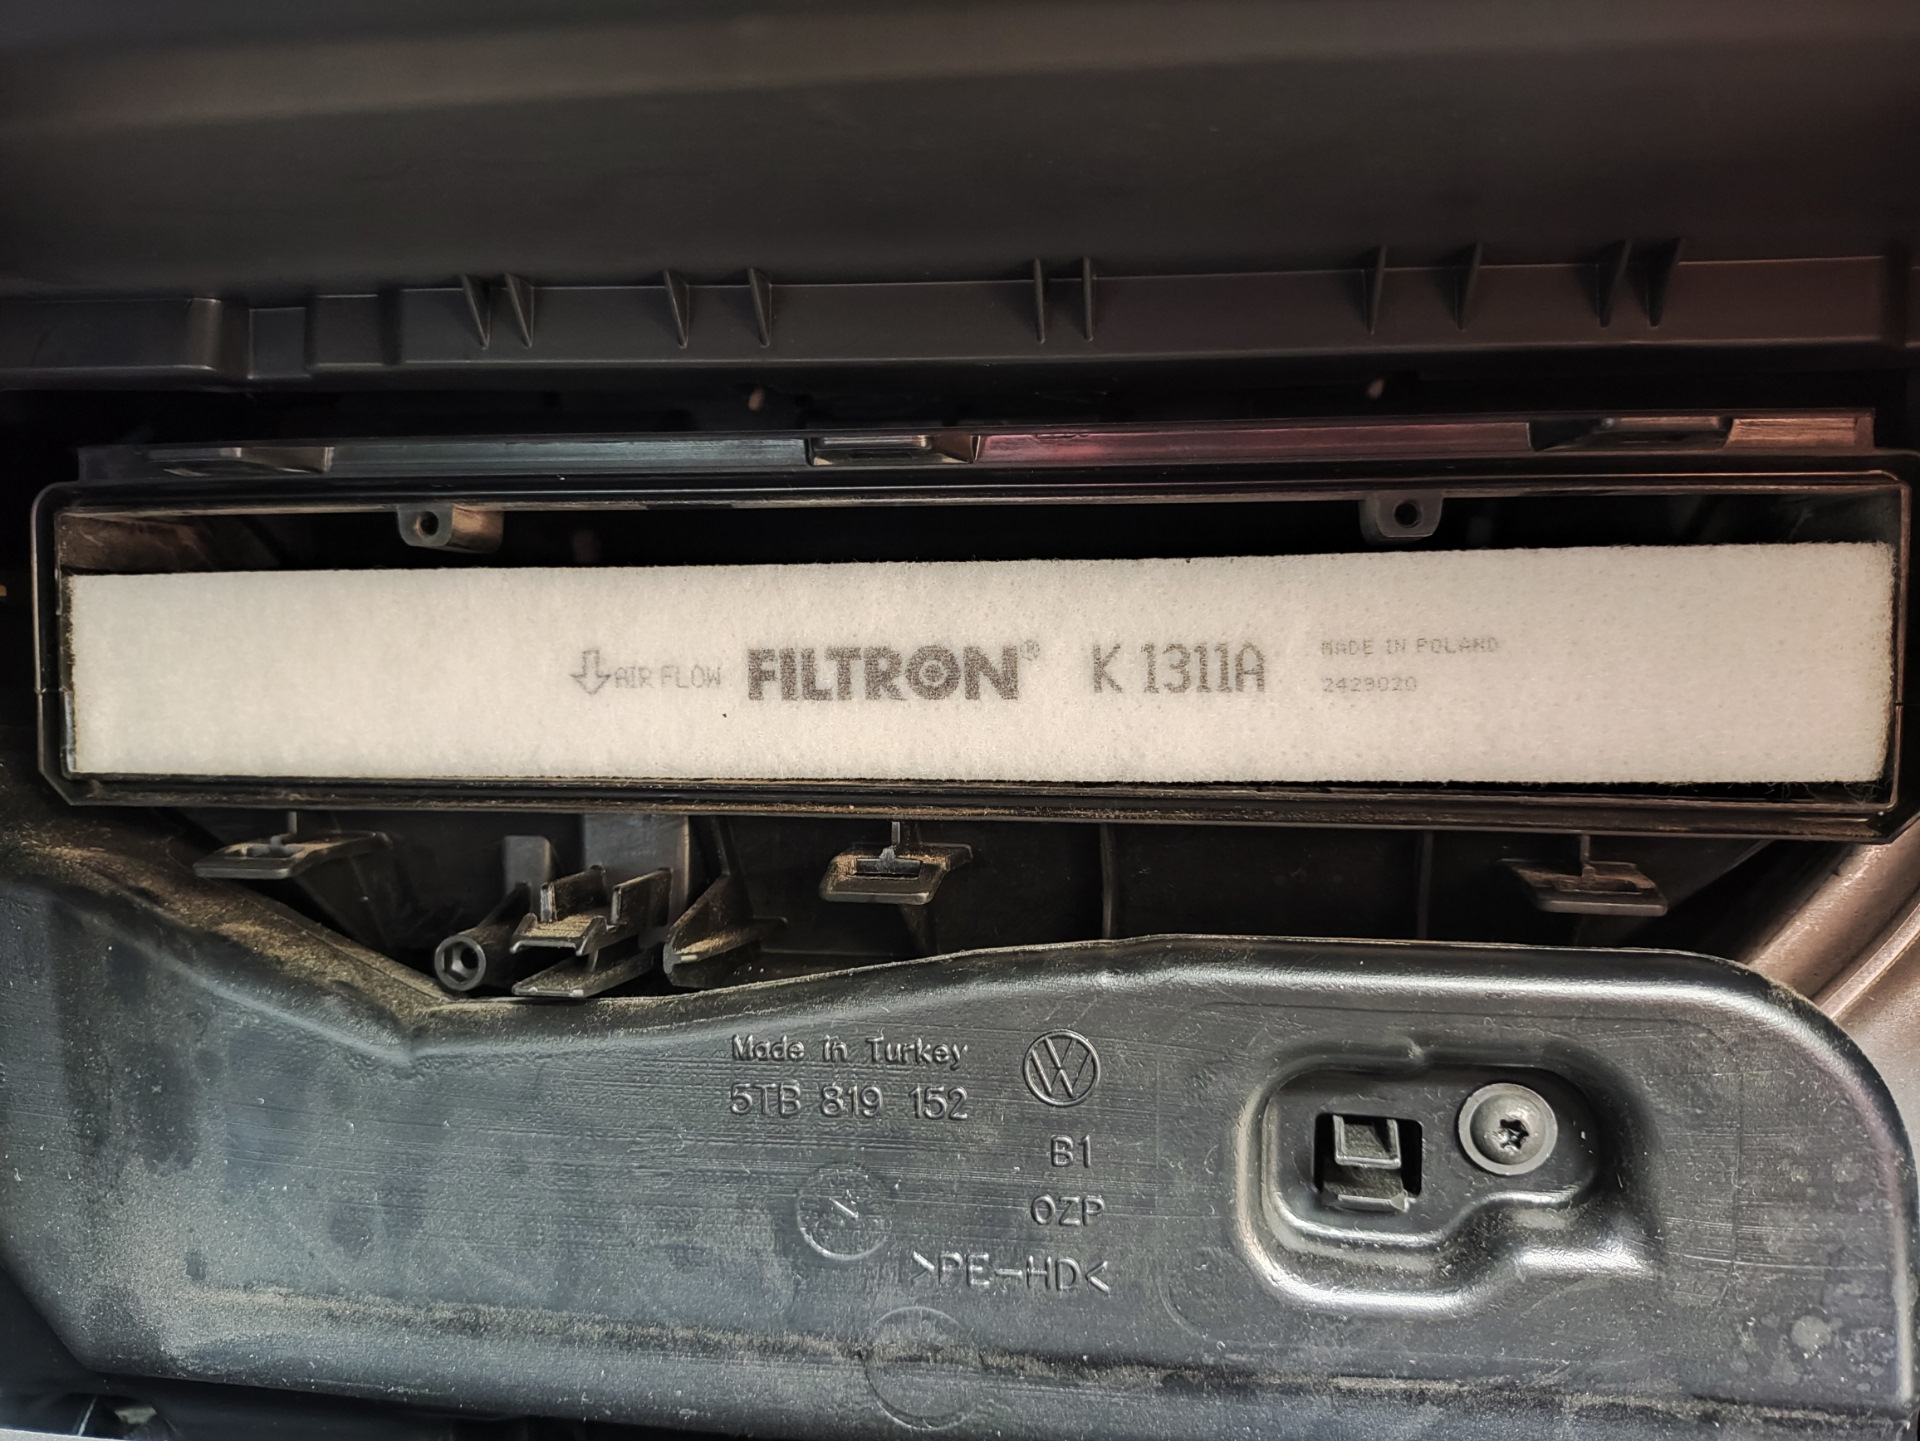 AIR FLOW FILTRON® K 1311A
MADE IN POLAND
2429020
Made in Turkey
5TB 819 152
B1
OZP
>PE-HD<